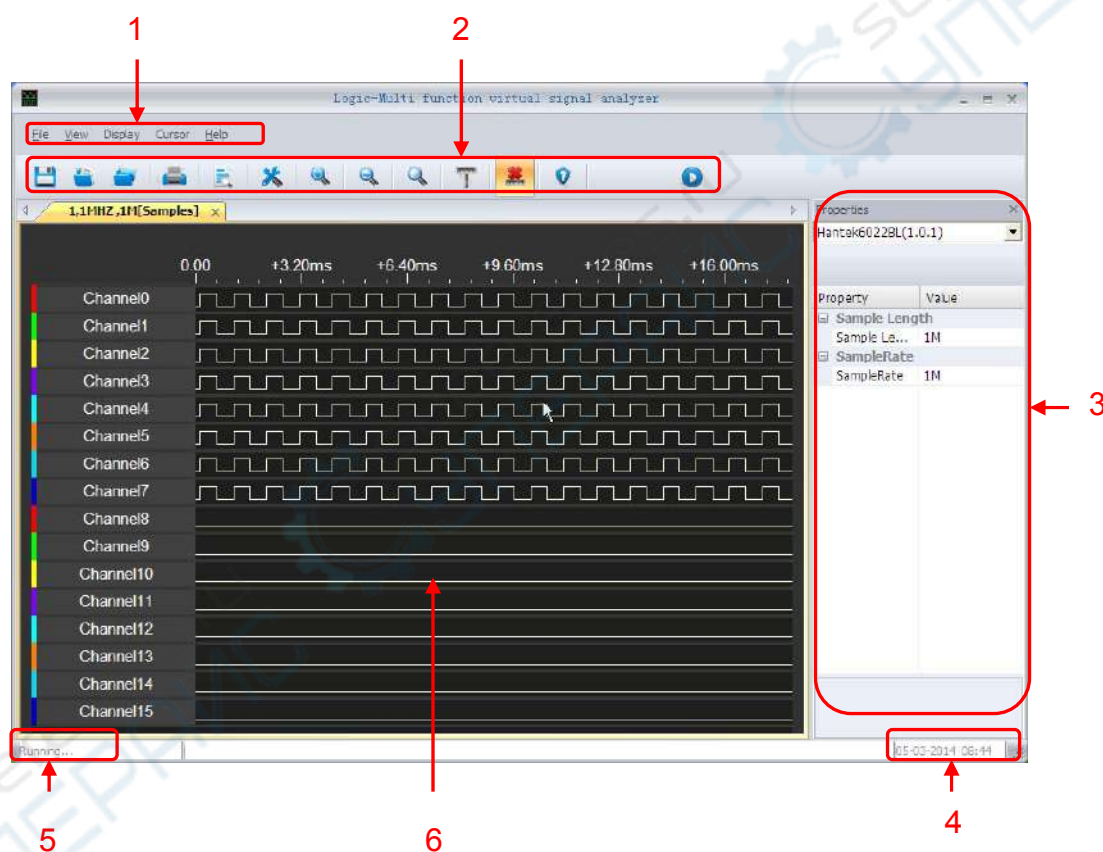 1
2
Logic-Multi function virtual signal analyzer
File View Display Cursor Help
1,1MHZ,1M[Samples]
Properties
Hantek6022BL(1.0.1)
0.00 +3.20ms +6.40ms +9.60ms +12.80ms +16.00ms
Property Value
Sample Length
Sample Le... 1M
SampleRate
SampleRate 1M
Channel0
Channel1
Channel2
Channel3
Channel4
Channel5
Channel6
Channel7
Channel8
Channel9
Channel10
Channel11
Channel12
Channel13
Channel14
Channel15
3
Running...
05-03-2014 08:44
5
6
4